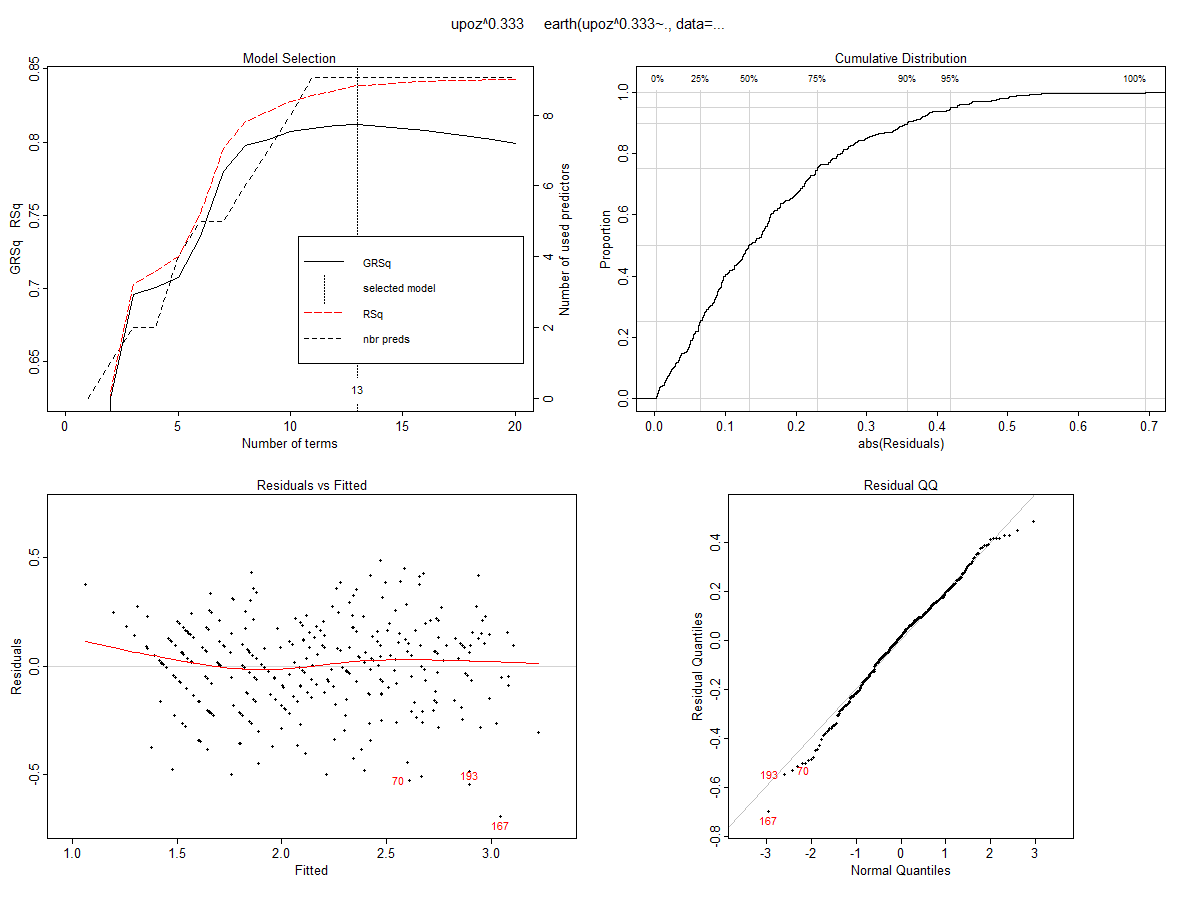 upoz^0.333 earth(upoz^0.333~., data=...
Model Selection
GRSq RSq
0.65 0.7 0.75 0.8 0.85
Number of used predictors
0 2 4 6 8
GRSq
selected model
RSq
nbr preds
13
0 5 10 15 20
Number of terms
Cumulative Distribution
0% 25% 50% 75% 90% 95% 100%
Proportion
0.0 0.2 0.4 0.6 0.8 1.0
0.0 0.1 0.2 0.3 0.4 0.5 0.6 0.7
abs(Residuals)
Residuals vs Fitted
Residuals
-0.5 0.0 0.5
70
193
167
1.0 1.5 2.0 2.5 3.0
Fitted
Residual QQ
Residual Quantiles
-0.8 -0.6 -0.4 -0.2 0.0 0.2 0.4
193
70
167
-3 -2 -1 0 1 2 3
Normal Quantiles